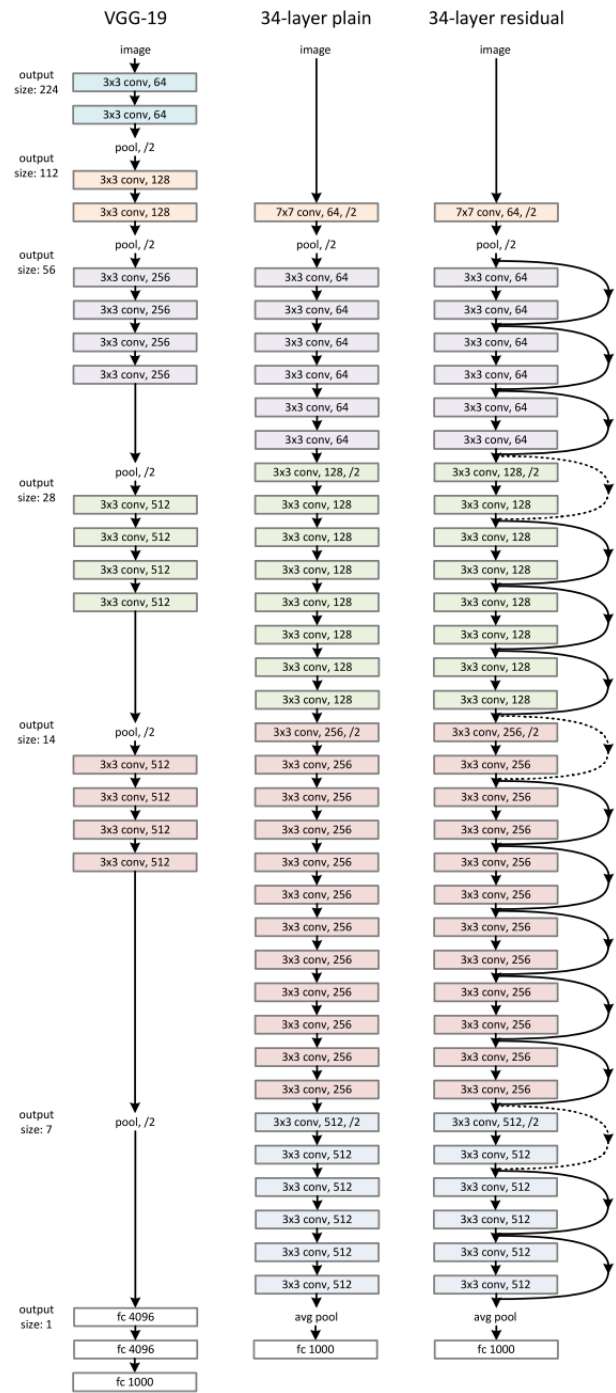 VGG-19
output
size: 224
output
size: 112
output
size: 56
output
size: 28
output
size: 14
output
size: 7
output
size: 1
image
3x3 conv, 64
3x3 conv, 64
pool, /2
3x3 conv, 128
3x3 conv, 128
pool, /2
3x3 conv, 256
3x3 conv, 256
3x3 conv, 256
3x3 conv, 256
pool, /2
3x3 conv, 512
3x3 conv, 512
3x3 conv, 512
3x3 conv, 512
pool, /2
3x3 conv, 512
3x3 conv, 512
3x3 conv, 512
3x3 conv, 512
pool, /2
fc 4096
fc 4096
fc 1000
34-layer plain
image
7x7 conv, 64, /2
pool, /2
3x3 conv, 64
3x3 conv, 64
3x3 conv, 64
3x3 conv, 64
3x3 conv, 64
3x3 conv, 64
3x3 conv, 128, /2
3x3 conv, 128
3x3 conv, 128
3x3 conv, 128
3x3 conv, 128
3x3 conv, 128
3x3 conv, 128
3x3 conv, 128
3x3 conv, 256, /2
3x3 conv, 256
3x3 conv, 256
3x3 conv, 256
3x3 conv, 256
3x3 conv, 256
3x3 conv, 256
3x3 conv, 256
3x3 conv, 256
3x3 conv, 256
3x3 conv, 256
3x3 conv, 256
3x3 conv, 512, /2
3x3 conv, 512
3x3 conv, 512
3x3 conv, 512
3x3 conv, 512
3x3 conv, 512
avg pool
fc 1000
34-layer residual
image
7x7 conv, 64, /2
pool, /2
3x3 conv, 64
3x3 conv, 64
3x3 conv, 64
3x3 conv, 64
3x3 conv, 64
3x3 conv, 64
3x3 conv, 128, /2
3x3 conv, 128
3x3 conv, 128
3x3 conv, 128
3x3 conv, 128
3x3 conv, 128
3x3 conv, 128
3x3 conv, 128
3x3 conv, 256, /2
3x3 conv, 256
3x3 conv, 256
3x3 conv, 256
3x3 conv, 256
3x3 conv, 256
3x3 conv, 256
3x3 conv, 256
3x3 conv, 256
3x3 conv, 256
3x3 conv, 256
3x3 conv, 256
3x3 conv, 512, /2
3x3 conv, 512
3x3 conv, 512
3x3 conv, 512
3x3 conv, 512
3x3 conv, 512
avg pool
fc 1000